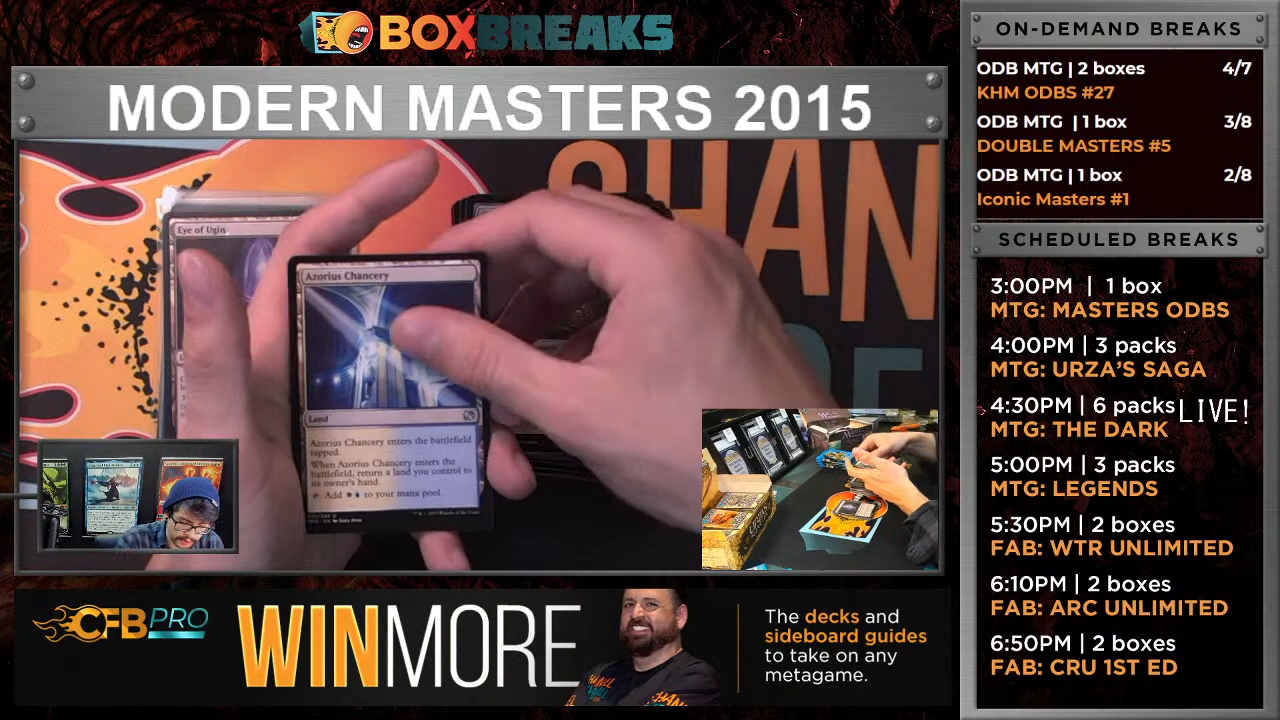 BOXBREAKS
MODERN MASTERS 2015
Eye of Ugin
Azorius Chancery
Land
Azorius Chancery enters the battlefield
tapped.
When Azorius Chancery enters the
battlefield, return a land you control to
its owner's hand.
Add to your mana pool.
CHAN
CFBPRO
WINMORE
The decks and
sideboard guides
to take on any
metagame.
ON-DEMAND BREAKS
ODB MTG | 2 boxes 4/7
KHM ODBS #27
ODB MTG | 1 box 3/8
DOUBLE MASTERS #5
ODB MTG | 1 box 2/8
Iconic Masters #1
SCHEDULED BREAKS
3:00PM | 1 box
MTG: MASTERS ODBS
4:00PM | 3 packs
MTG: URZA'S SAGA
4:30PM | 6 packs LIVE!
MTG: THE DARK
5:00PM | 3 packs
MTG: LEGENDS
5:30PM | 2 boxes
FAB: WTR UNLIMITED
6:10PM | 2 boxes
FAB: ARC UNLIMITED
6:50PM | 2 boxes
FAB: CRU 1ST ED